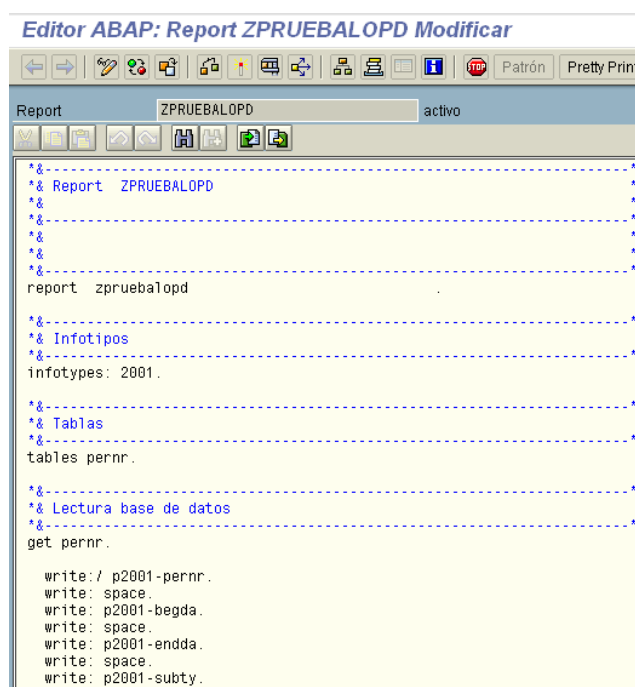 Editor ABAP: Report ZPRUEBALOPD Modificar
STOP Patrón Pretty Prin
Report ZPRUEBALOPD activo
*&---------------------------------------------------------------------*
*& Report  ZPRUEBALOPD
*&                                                                     *
*&---------------------------------------------------------------------*
*&                                                                     *
*&                                                                     *
*&---------------------------------------------------------------------*
report  zpruebalopd                             .
*&---------------------------------------------------------------------*
*& Infotipos
*&---------------------------------------------------------------------*
infotypes: 2001.
*&---------------------------------------------------------------------*
*& Tablas
*&---------------------------------------------------------------------*
tables pernr.
*&---------------------------------------------------------------------*
*& Lectura base de datos
*&---------------------------------------------------------------------*
get pernr.
write:/ p2001-pernr.
write: space.
write: p2001-begda.
write: space.
write: p2001-endda.
write: space.
write: p2001-subty.